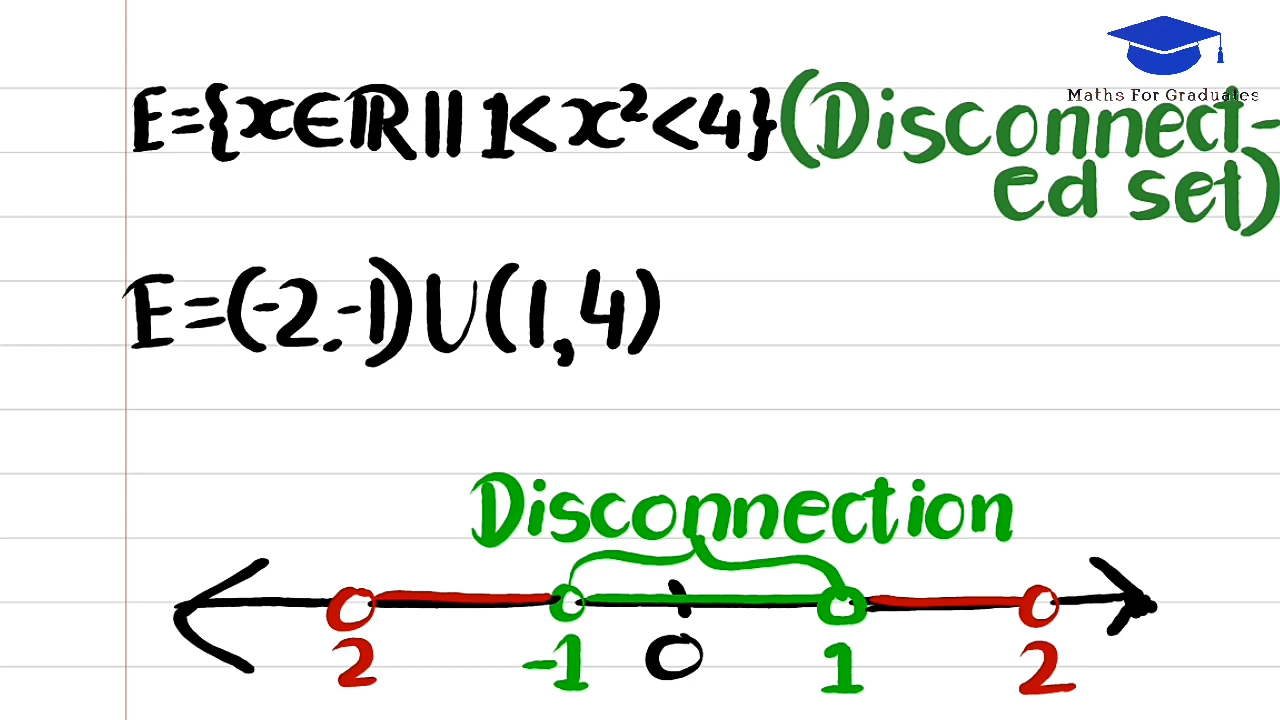 Maths For Graduates
E={x∈ℝ || 1<x²<4}(Disconnect-
ed set)
E=(-2,-1)∪(1,4)
Disconnection
2 -1 0 1 2